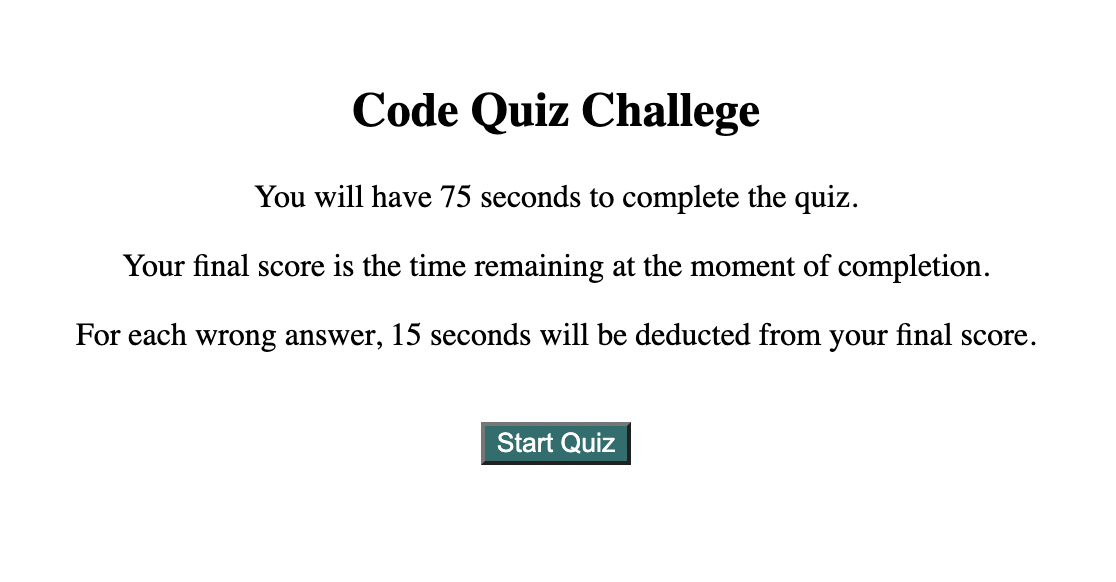 Code Quiz Challege
You will have 75 seconds to complete the quiz.
Your final score is the time remaining at the moment of completion.
For each wrong answer, 15 seconds will be deducted from your final score.
Start Quiz